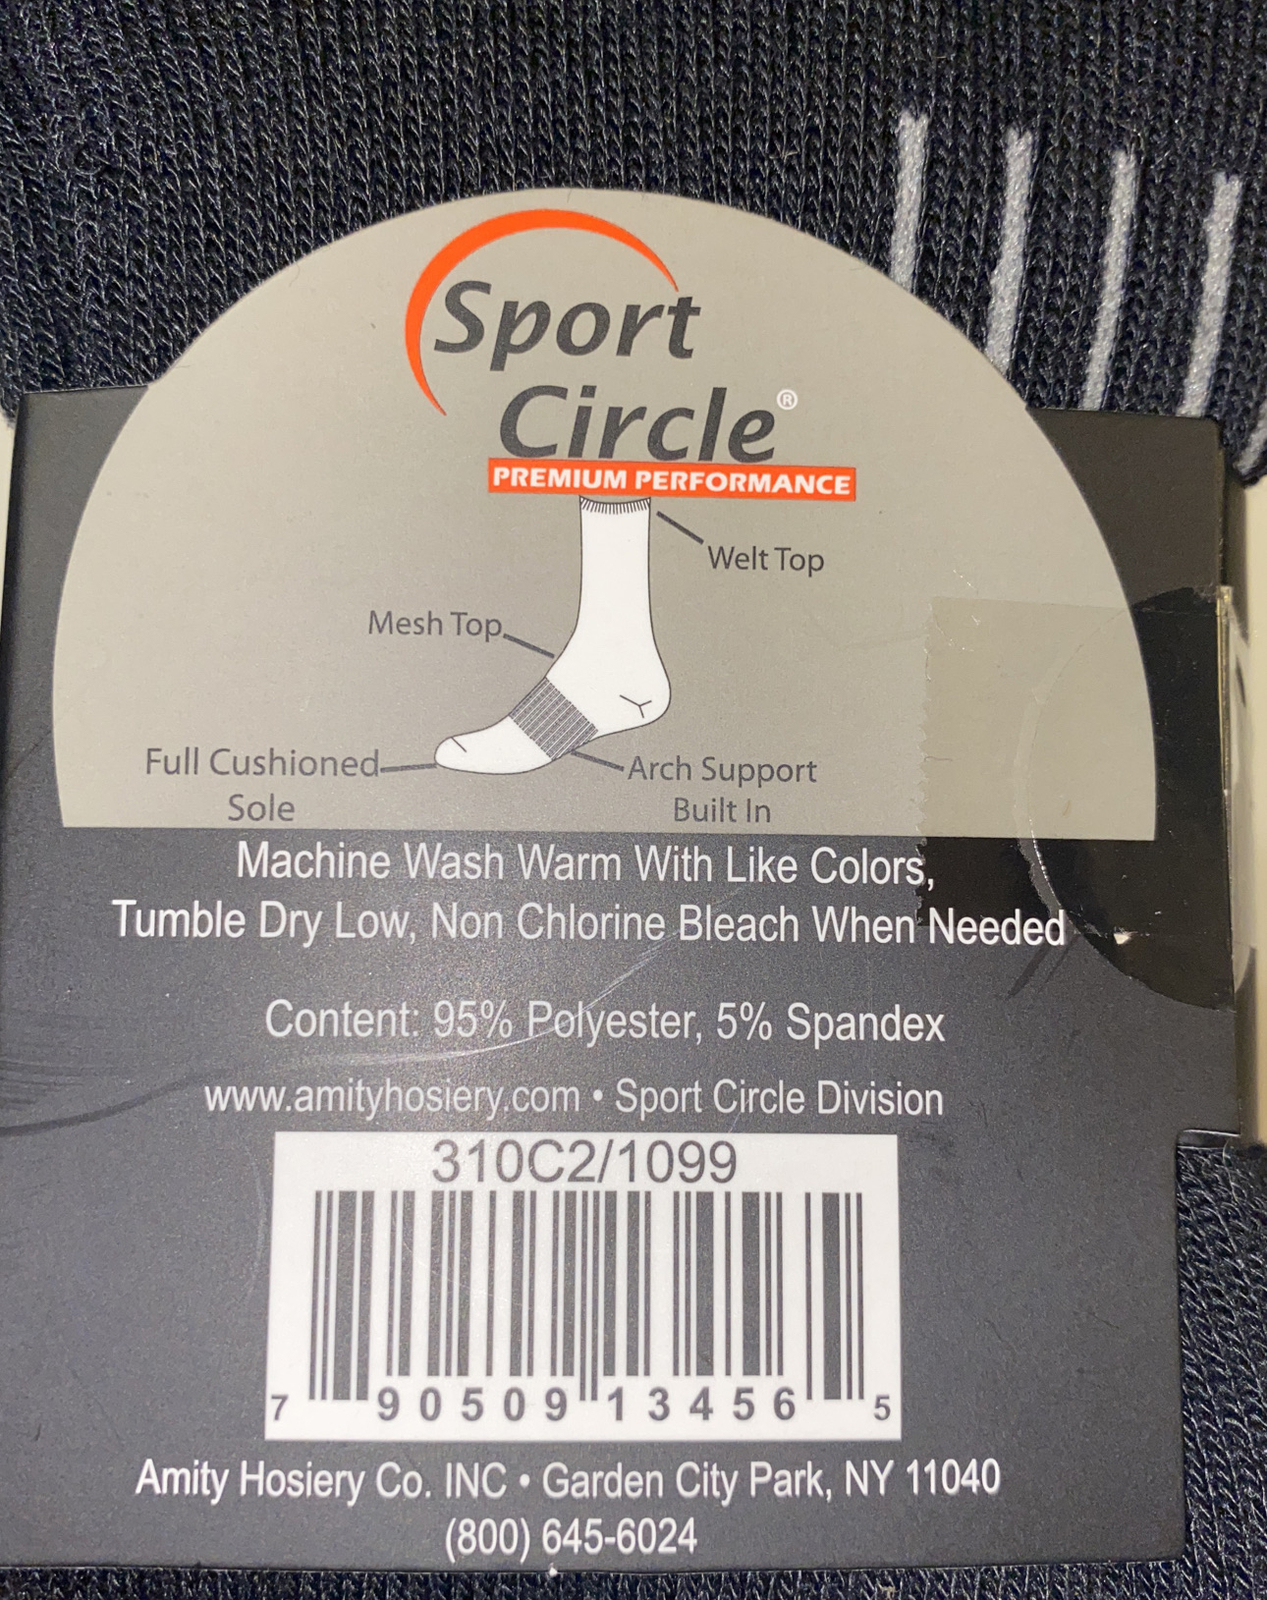 Sport
Circle®
PREMIUM PERFORMANCE
Welt Top
Mesh Top
Full Cushioned
Sole
Arch Support
Built In
Machine Wash Warm With Like Colors,
Tumble Dry Low, Non Chlorine Bleach When Needed
Content: 95% Polyester, 5% Spandex
www.amityhosiery.com • Sport Circle Division
310C2/1099
7 90509 13456 5
Amity Hosiery Co. INC • Garden City Park, NY 11040
(800) 645-6024